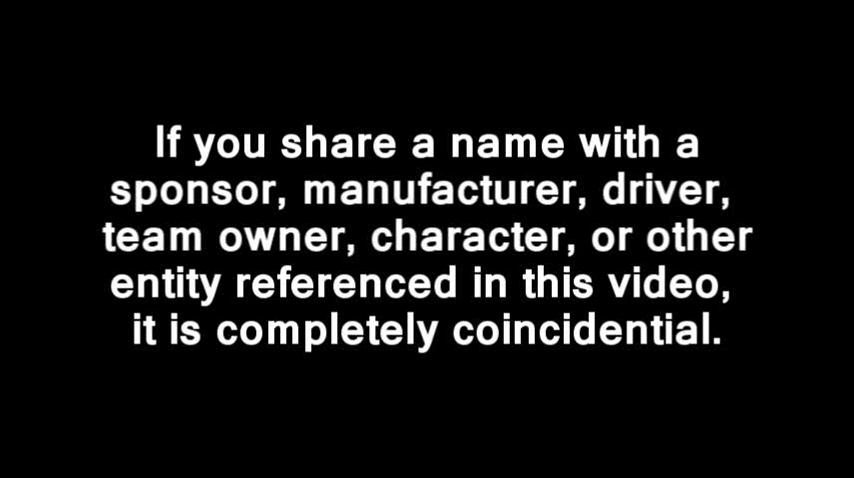 If you share a name with a
sponsor, manufacturer, driver,
team owner, character, or other
entity referenced in this video,
it is completely coincidential.